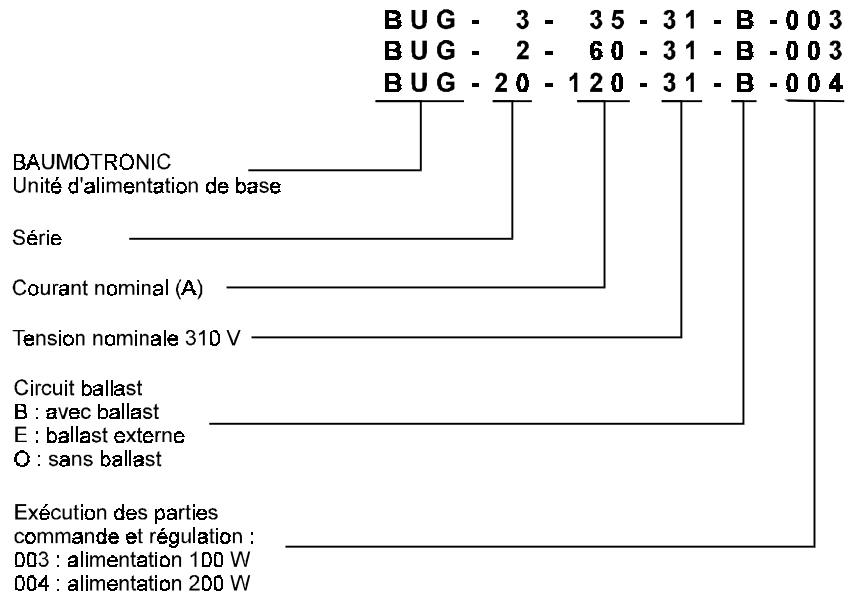 BUG - 3 - 35 - 31 - B - 003
BUG - 2 - 60 - 31 - B - 003
BUG - 20 - 120 - 31 - B - 004
BAUMOTRONIC
Unité d'alimentation de base
Série
Courant nominal (A)
Tension nominale 310 V
Circuit ballast
B : avec ballast
E : ballast externe
O : sans ballast
Exécution des parties
commande et régulation :
003 : alimentation 100 W
004 : alimentation 200 W